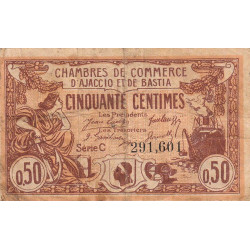 CHAMBRES DE COMMERCE
D'AJACCIO ET DE BASTIA
CINQUANTE CENTIMES
Les Présidents
Les Trésoriers
Série C 291,601
0,50 0,50